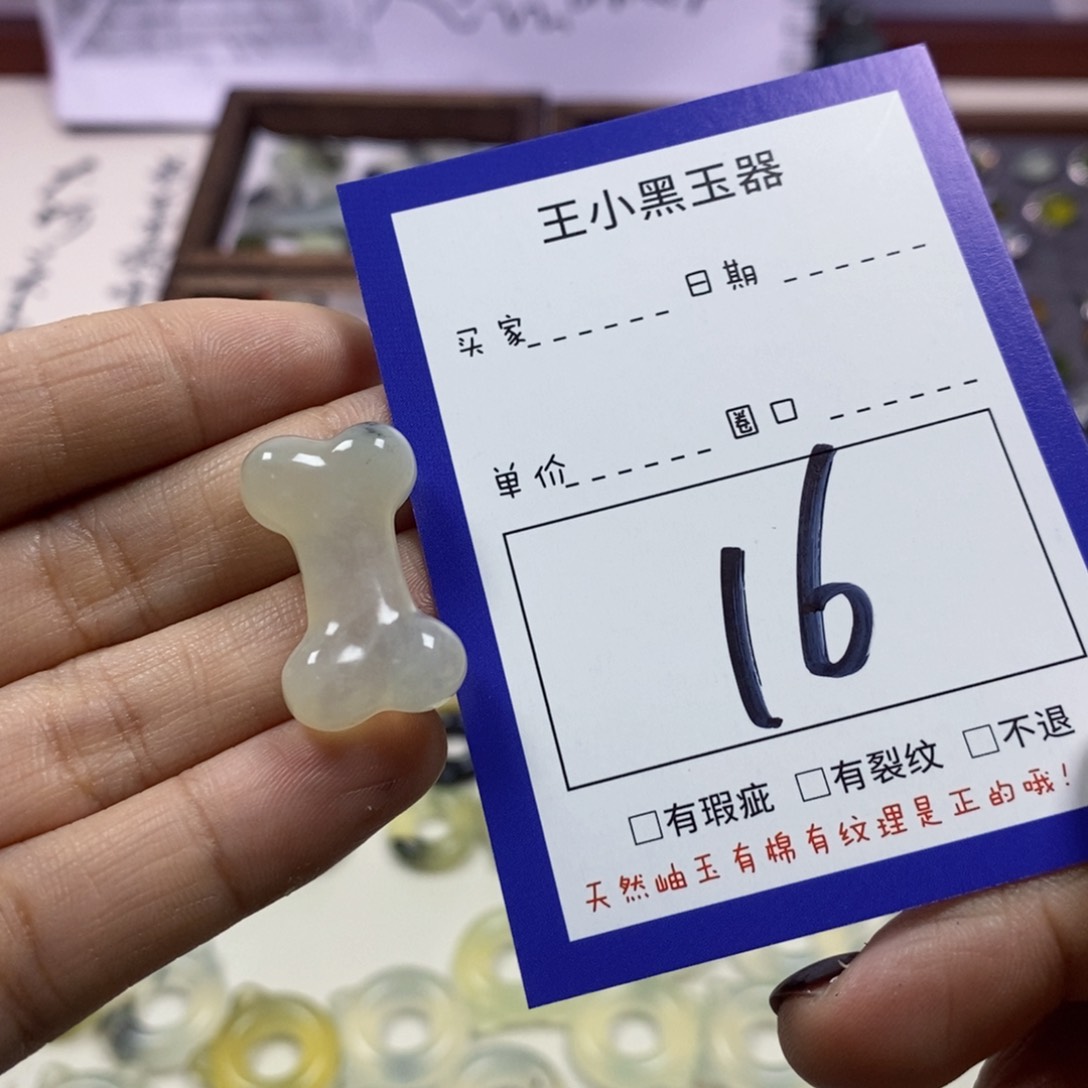 王小黑玉器
买家------ 日期------
单价------ 圈口------
16
□有瑕疵 □有裂纹 □不退
天然岫玉有棉有纹理是正的哦！